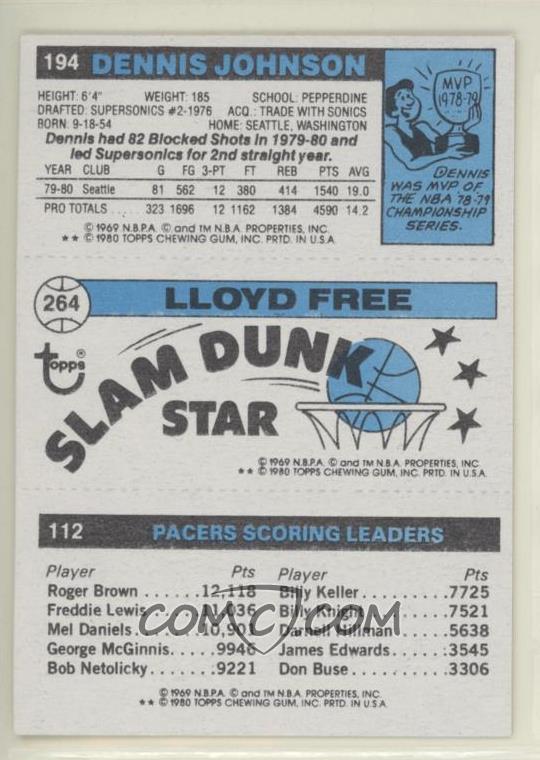 194 DENNIS JOHNSON
HEIGHT: 6'4" WEIGHT: 185 SCHOOL: PEPPERDINE
DRAFTED: SUPERSONICS #2-1976 ACQ.: TRADE WITH SONICS
BORN: 9-18-54 HOME: SEATTLE, WASHINGTON
Dennis had 82 Blocked Shots in 1979-80 and
led Supersonics for 2nd straight year.
YEAR CLUB G FG 3-PT FT REB PTS AVG
79-80 Seattle 81 562 12 380 414 1540 19.0
PRO TOTALS . . . . 323 1696 12 1162 1384 4590 14.2
© 1969 N.B.P.A. © and TM N.B.A. PROPERTIES, INC.
★★ © 1980 TOPPS CHEWING GUM, INC. PRTD. IN U.S.A.
MVP
1978-79
DENNIS
WAS MVP OF
THE NBA 78-79
CHAMPIONSHIP
SERIES.
264 LLOYD FREE
Topps®
SLAM DUNK
STAR
© 1969 N.B.P.A. © and TM N.B.A. PROPERTIES, INC.
★★ © 1980 TOPPS CHEWING GUM, INC. PRTD. IN U.S.A.
112 PACERS SCORING LEADERS
Player Pts Player Pts
Roger Brown . . . . . . 12,118 Billy Keller . . . . . . . . . 7725
Freddie Lewis . . . . . 11,036 Billy Knight . . . . . . . . 7521
Mel Daniels . . . . . . 10,901 Darnell Hillman . . . . . 5638
George McGinnis . . . . 9946 James Edwards . . . . 3545
Bob Netolicky . . . . . . 9221 Don Buse . . . . . . . . . 3306
COMC.COM
© 1969 N.B.P.A. © and TM N.B.A. PROPERTIES, INC.
★★ © 1980 TOPPS CHEWING GUM, INC. PRTD. IN U.S.A.